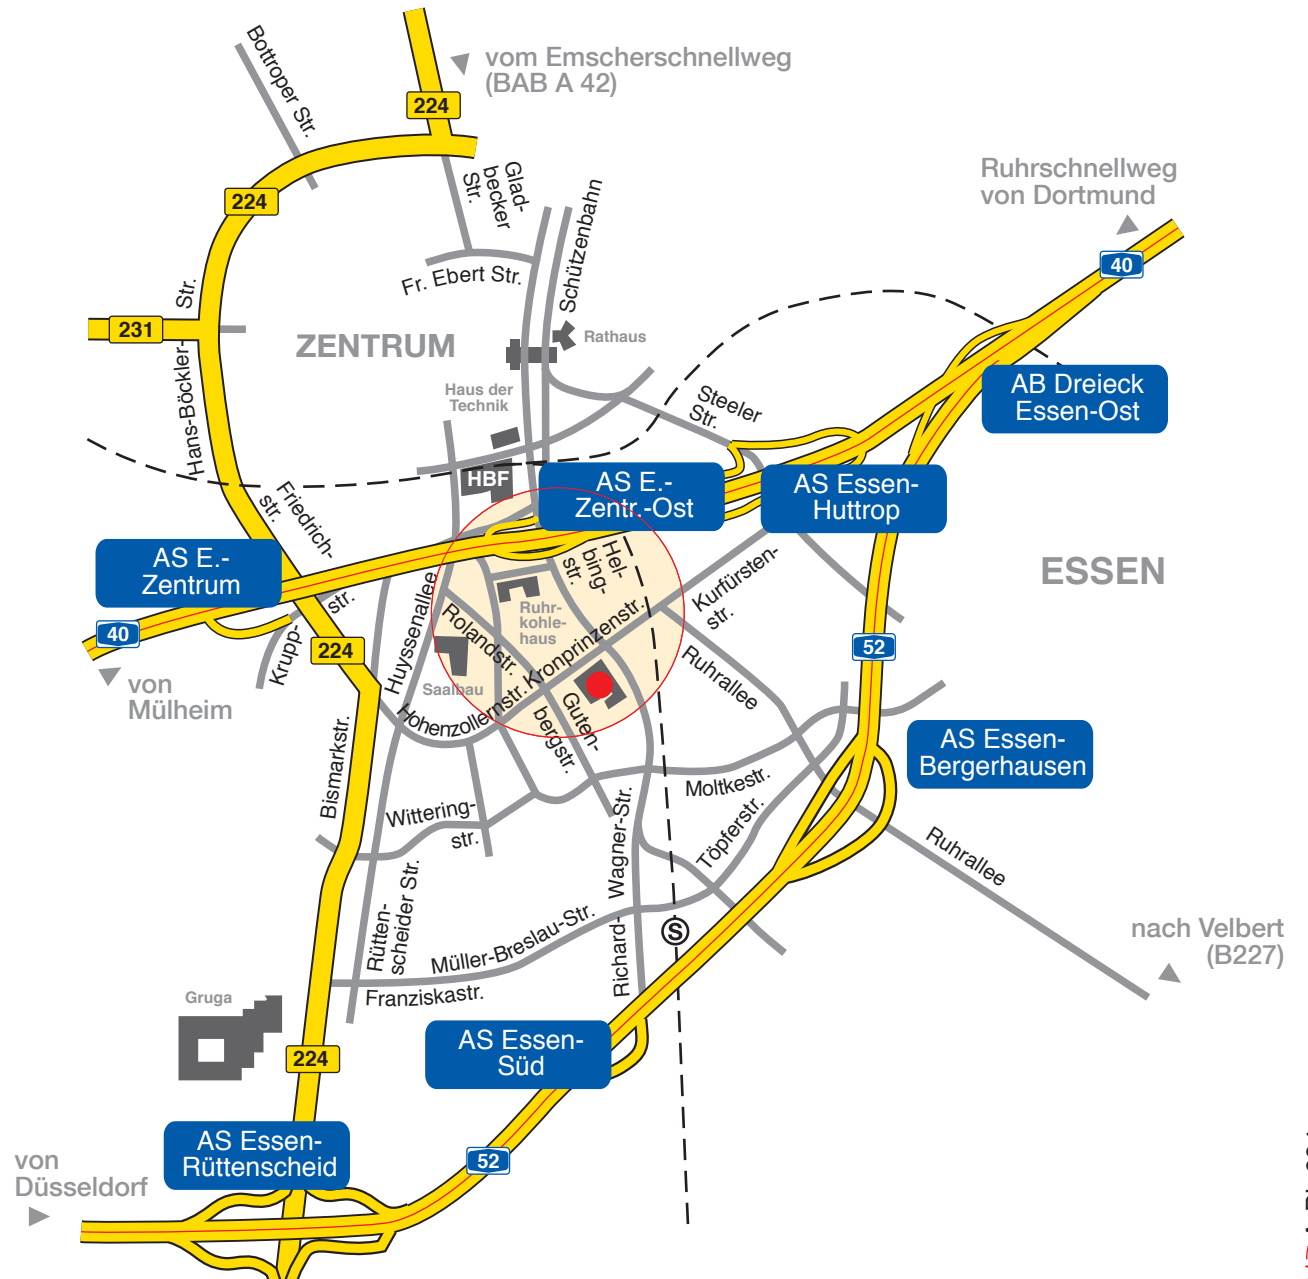 Bottroper Str.
vom Emscherschnellweg
(BAB A 42)
224
Glad-
becker
Str.
Ruhrschnellweg
von Dortmund
224
Schützenbahn
Fr. Ebert Str.
40
Hans-Böckler-
Str.
231
ZENTRUM
Rathaus
Haus der
Technik
Steeler
Str.
AB Dreieck
Essen-Ost
HBF
AS E.-
Zentr.-Ost
AS Essen-
Huttrop
Friedrich-
str.
AS E.-
Zentrum
ESSEN
Hel-
bing-
str.
Kurfürsten-
str.
40
Krupp-
str.
224
Huyssenallee
Rolandstr.
Ruhr-
kohle-
haus
Kronprinzenstr.
52
von
Mülheim
Saalbau
Hohenzollernstr.
Guten-
bergstr.
Ruhrallee
Bismarkstr.
AS Essen-
Bergerhausen
Moltkestr.
Wittering-
str.
Töpferstr.
Richard-
Wagner-Str.
Ruhrallee
Rütten-
scheider Str.
Müller-Breslau-Str.
S
nach Velbert
(B227)
Franziskastr.
Gruga
AS Essen-
Süd
224
AS Essen-
Rüttenscheid
52
von
Düsseldorf